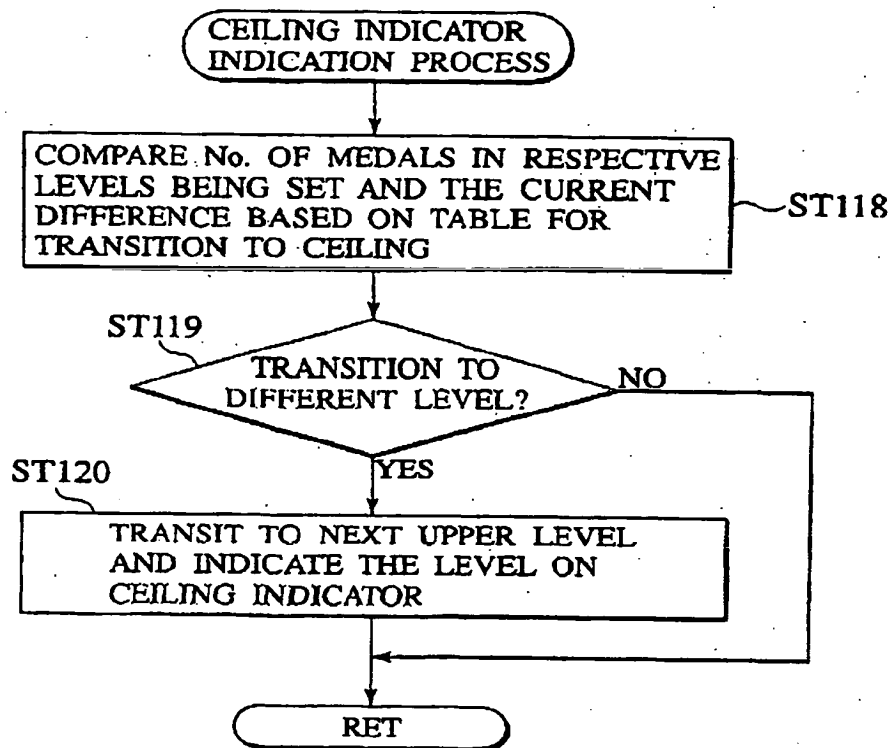 CEILING INDICATOR
INDICATION PROCESS
COMPARE No. OF MEDALS IN RESPECTIVE
LEVELS BEING SET AND THE CURRENT
DIFFERENCE BASED ON TABLE FOR
TRANSITION TO CEILING
ST118
ST119
TRANSITION TO
DIFFERENT LEVEL?
NO
YES
ST120
TRANSIT TO NEXT UPPER LEVEL
AND INDICATE THE LEVEL ON
CEILING INDICATOR
RET